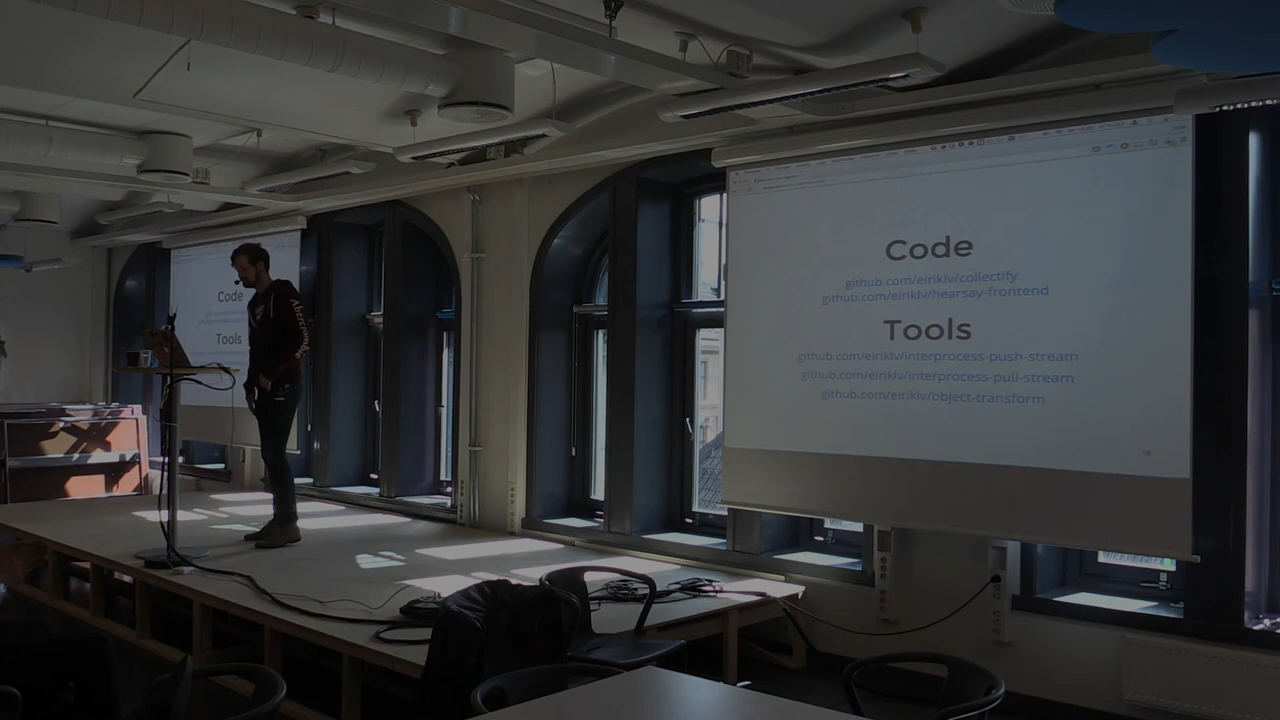 Code
github.com/eiriklv/collectify
github.com/eiriklv/hearsay-frontend
Tools
github.com/eiriklv/interprocess-push-stream
github.com/eiriklv/interprocess-pull-stream
github.com/eiriklv/object-transform
Code
Tools
Abercrombie